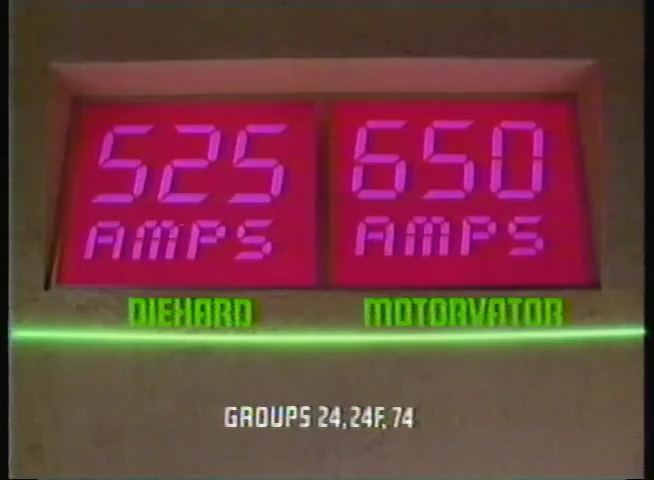 525 650
AMPS AMPS
DIEHARD MOTORVATOR
GROUPS 24, 24F, 74